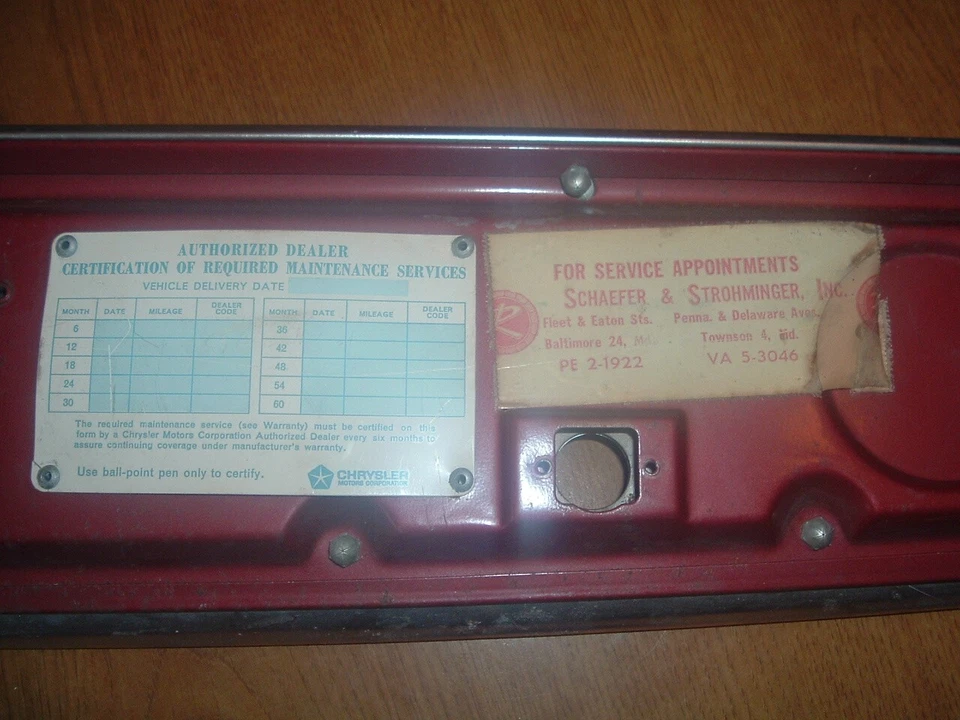 AUTHORIZED DEALER
CERTIFICATION OF REQUIRED MAINTENANCE SERVICES
VEHICLE DELIVERY DATE
MONTH DATE MILEAGE DEALER CODE
6
12
18
24
30
MONTH DATE MILEAGE DEALER CODE
36
42
48
54
60
The required maintenance service (see Warranty) must be certified on this
form by a Chrysler Motors Corporation Authorized Dealer every six months to
assure continuing coverage under manufacturer's warranty.
Use ball-point pen only to certify.
CHRYSLER
MOTORS CORPORATION
FOR SERVICE APPOINTMENTS
SCHAEFER & STROHMINGER, INC.
R
Fleet & Eaton Sts. Penna. & Delaware Aves.
Baltimore 24, Md. Towson 4, Md.
PE 2-1922 VA 5-3046